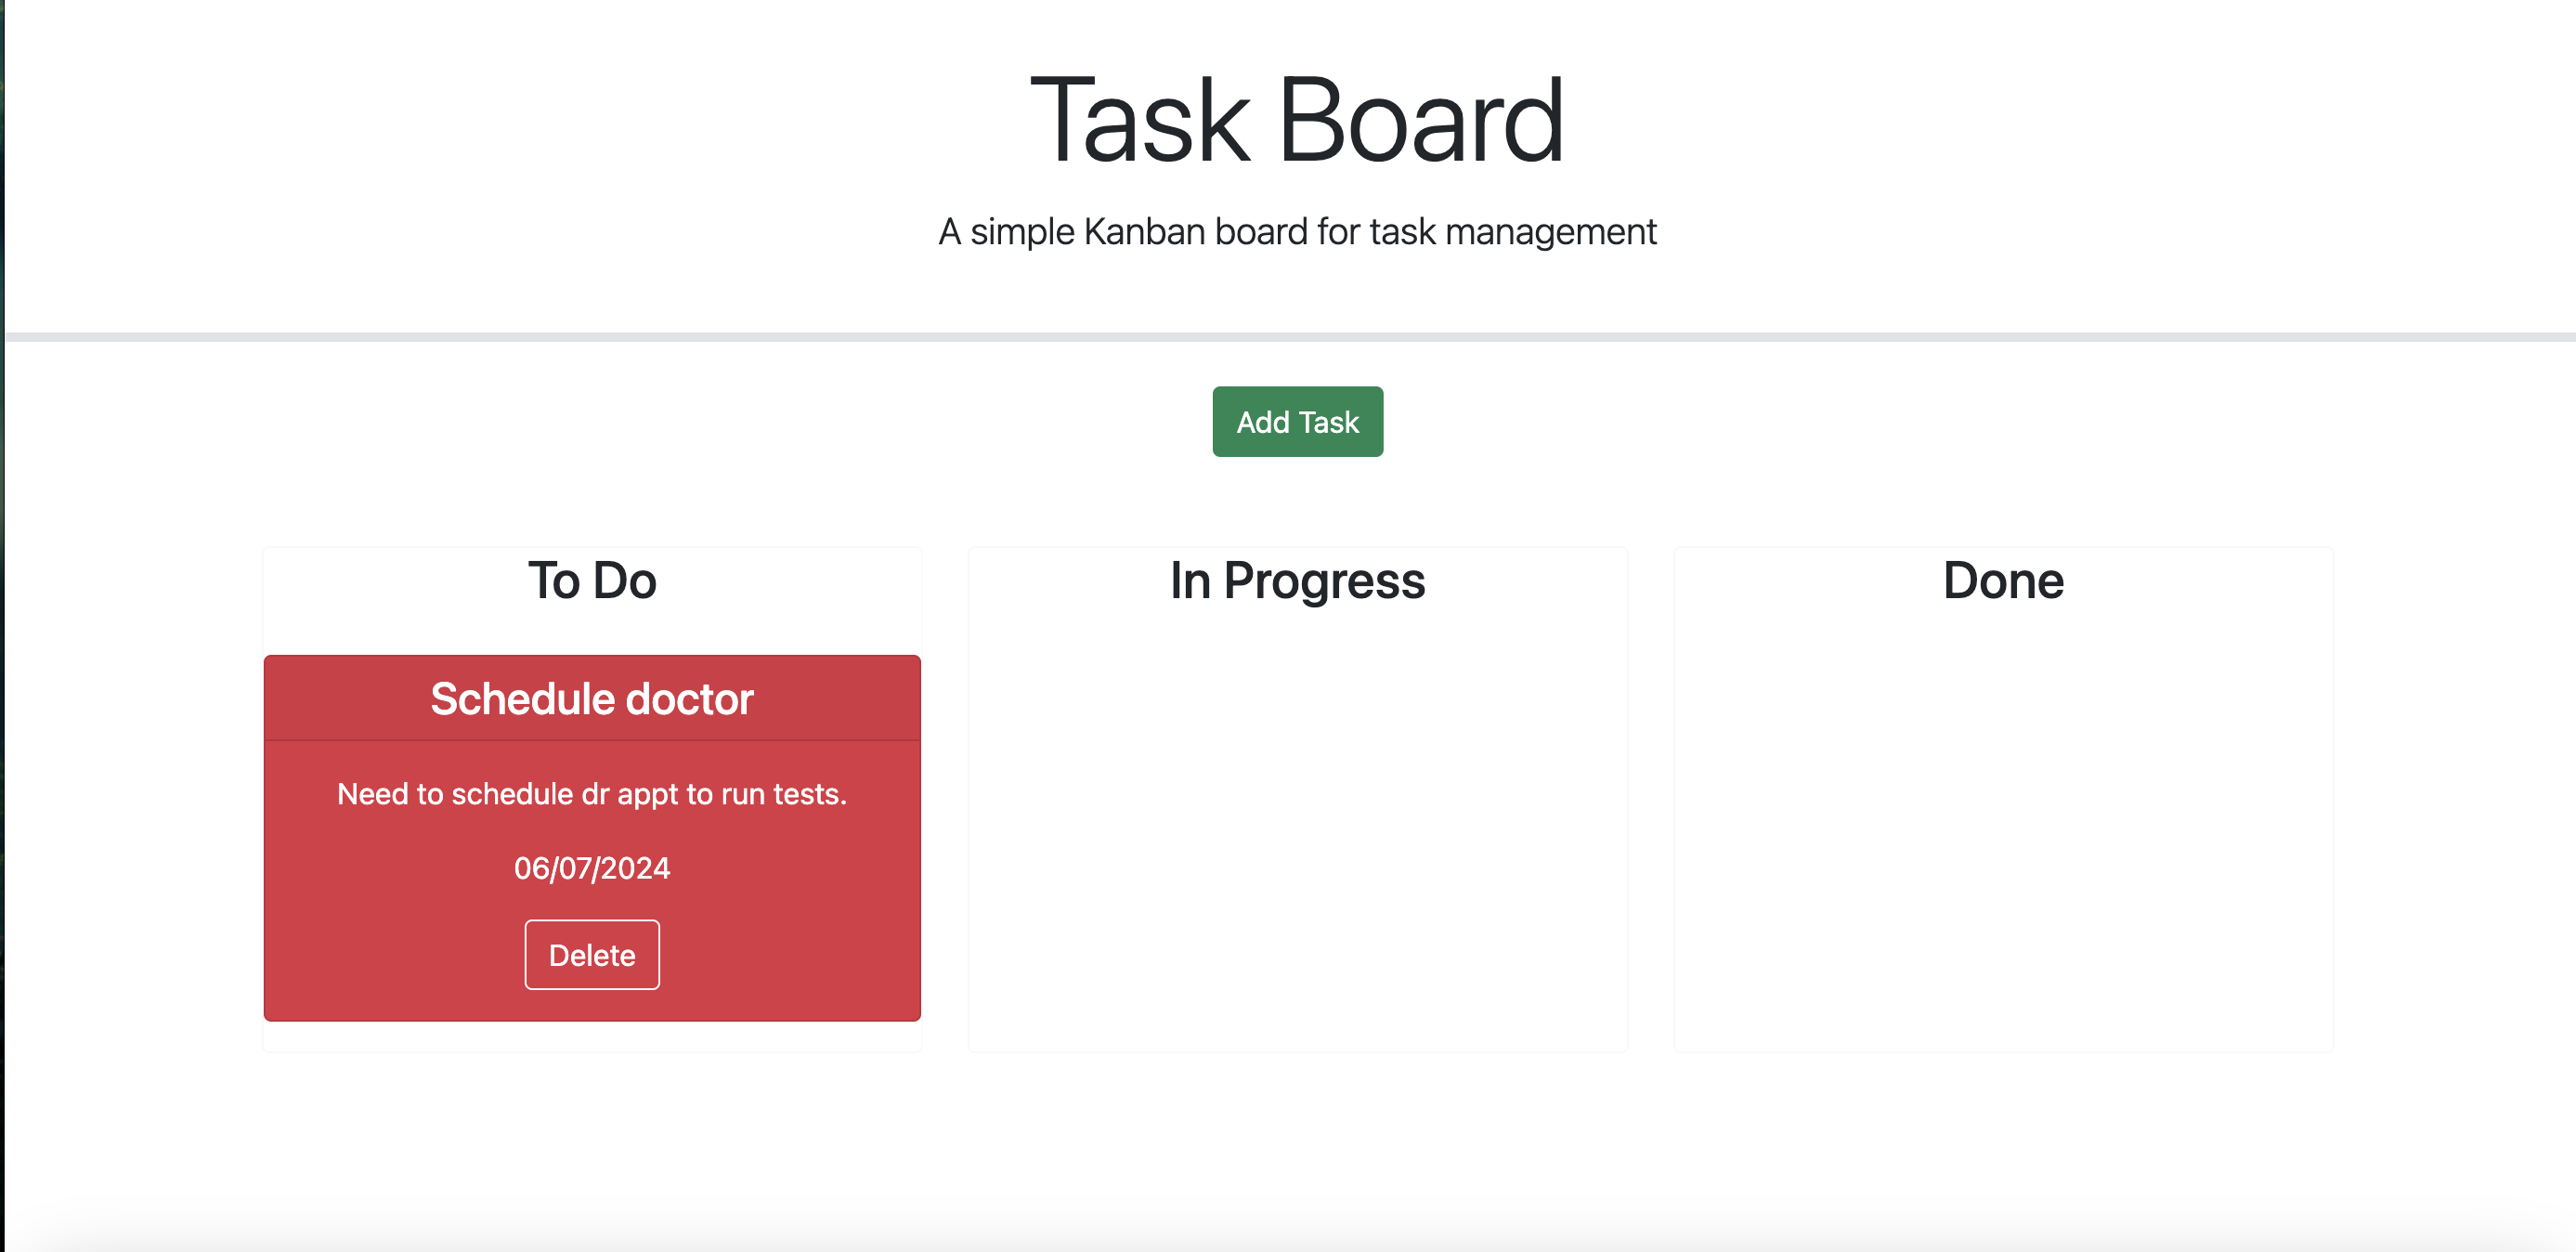 Task Board
A simple Kanban board for task management
Add Task
To Do
In Progress
Done
Schedule doctor
Need to schedule dr appt to run tests.
06/07/2024
Delete